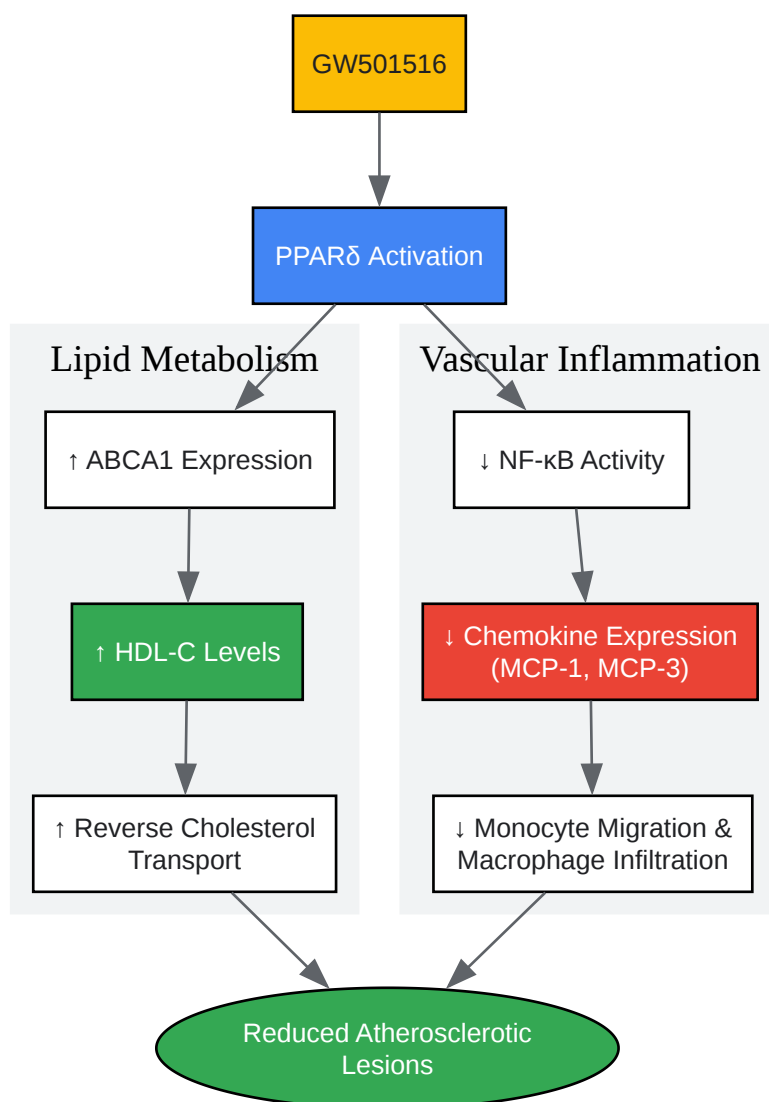 GW501516
PPARδ Activation
Lipid Metabolism
↑ ABCA1 Expression
↑ HDL-C Levels
↑ Reverse Cholesterol
Transport
Vascular Inflammation
↓ NF-κB Activity
↓ Chemokine Expression
(MCP-1, MCP-3)
↓ Monocyte Migration &
Macrophage Infiltration
Reduced Atherosclerotic
Lesions